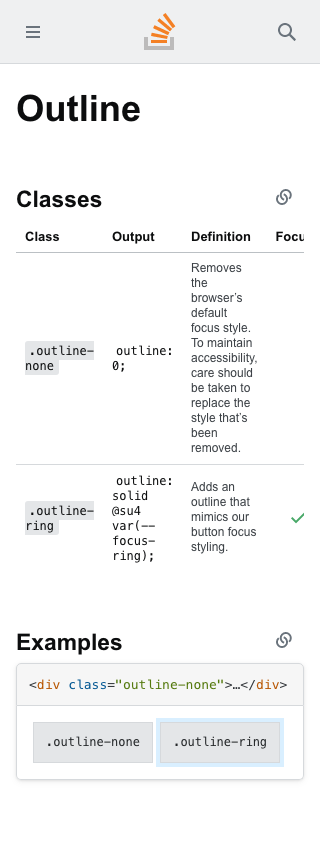 Outline
Classes
Class Output Definition Focu
Removes
the
browser's
default
focus style.
To maintain
accessibility,
care should
be taken to
replace the
style that's
been
removed.
.outline-
none
outline:
0;
.outline-
ring
outline:
solid
@su4
var(--
focus-
ring);
Adds an
outline that
mimics our
button focus
styling.
Examples
<div class="outline-none">…</div>
.outline-none .outline-ring